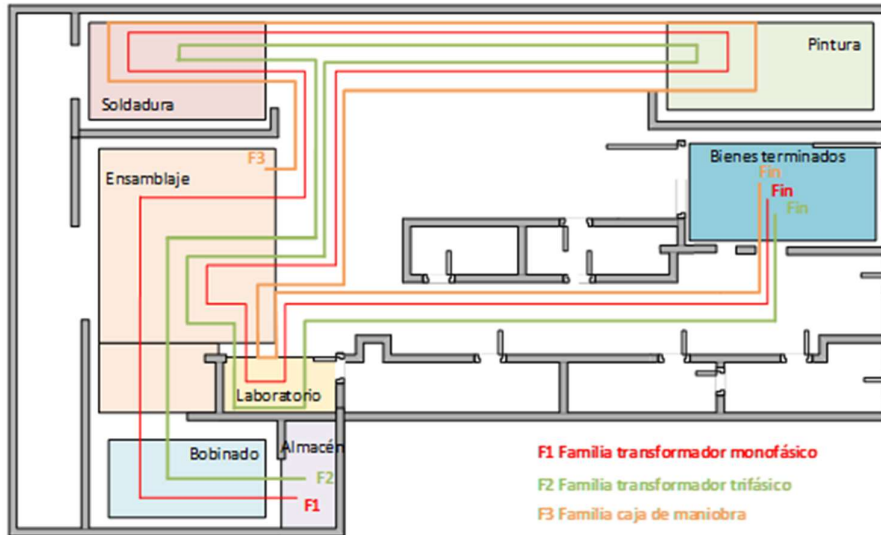 Pintura
Soldadura
Ensamblaje
F3
Bienes terminados
Fin
Fin
Fin
Laboratorio
Bobinado
Almacén
F2
F1
F1 Familia transformador monofásico
F2 Familia transformador trifásico
F3 Familia caja de maniobra